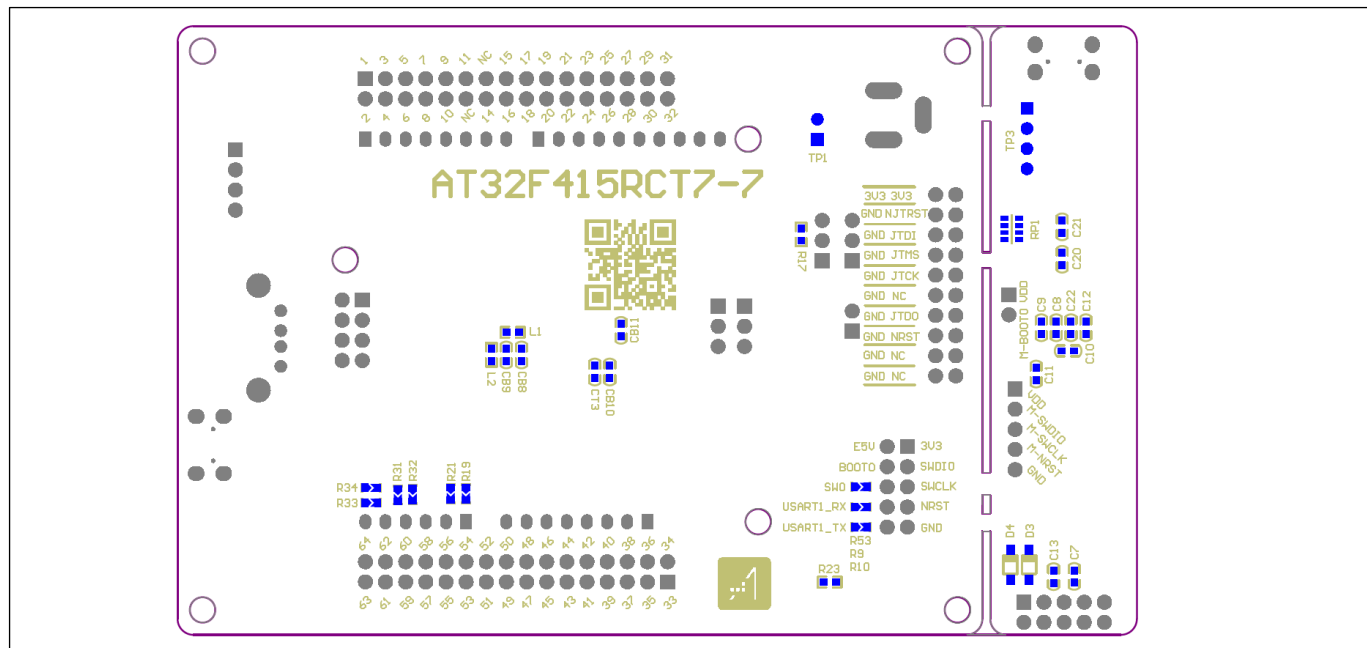 1 3 5 7 9 11 NC 15 17 19 21 23 25 27 29 31
2 4 6 8 10 NC 14 16 18 20 22 24 26 28 30 32
TP1
TP3
AT32F415RCT7-7
3V3 3V3
GND NJTRST
GND JTDI
GND JTMS
GND JTCK
GND NC
GND JTDO
GND NRST
GND NC
GND NC
R17
RP1
C21
C20
M-BOOT0 VDD
C9
C8
C22
C12
C10
C11
VDD
M-SWDIO
M-SWCLK
M-NRST
GND
CB11
L1
L2
CB9
CB8
CT3
CB10
R34
R33
R31
R32
R21
R19
E5V 3V3
BOOT0 SWDIO
SWO SWCLK
USART1_RX NRST
USART1_TX GND
R53
R9
R10
R23
D4
D3
C13
C7
64 62 60 58 56 54 52 50 48 46 44 42 40 38 36 34
63 61 59 57 55 53 51 49 47 45 43 41 39 37 35 33